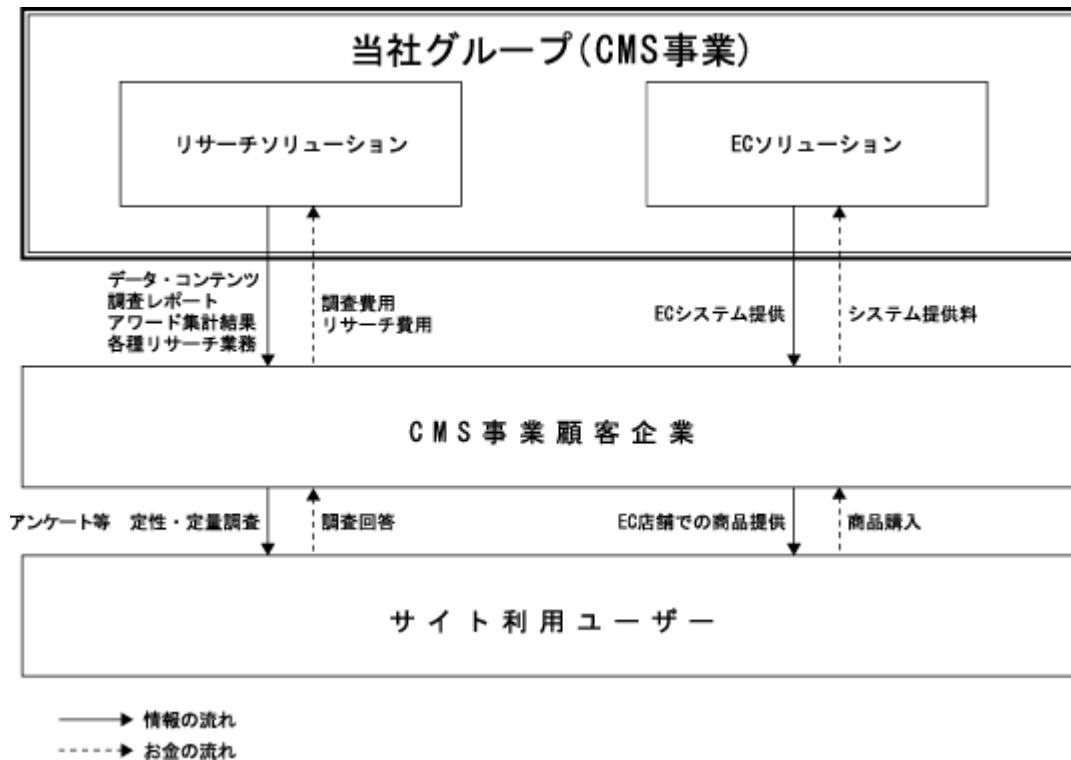 当社グループ(CMS事業)
リサーチソリューション
ECソリューション
データ・コンテンツ
調査レポート
アワード集計結果
各種リサーチ業務
調査費用
リサーチ費用
ECシステム提供
システム提供料
CMS事業顧客企業
アンケート等 定性・定量調査
調査回答
EC店舗での商品提供
商品購入
サイト利用ユーザー
情報の流れ
お金の流れ